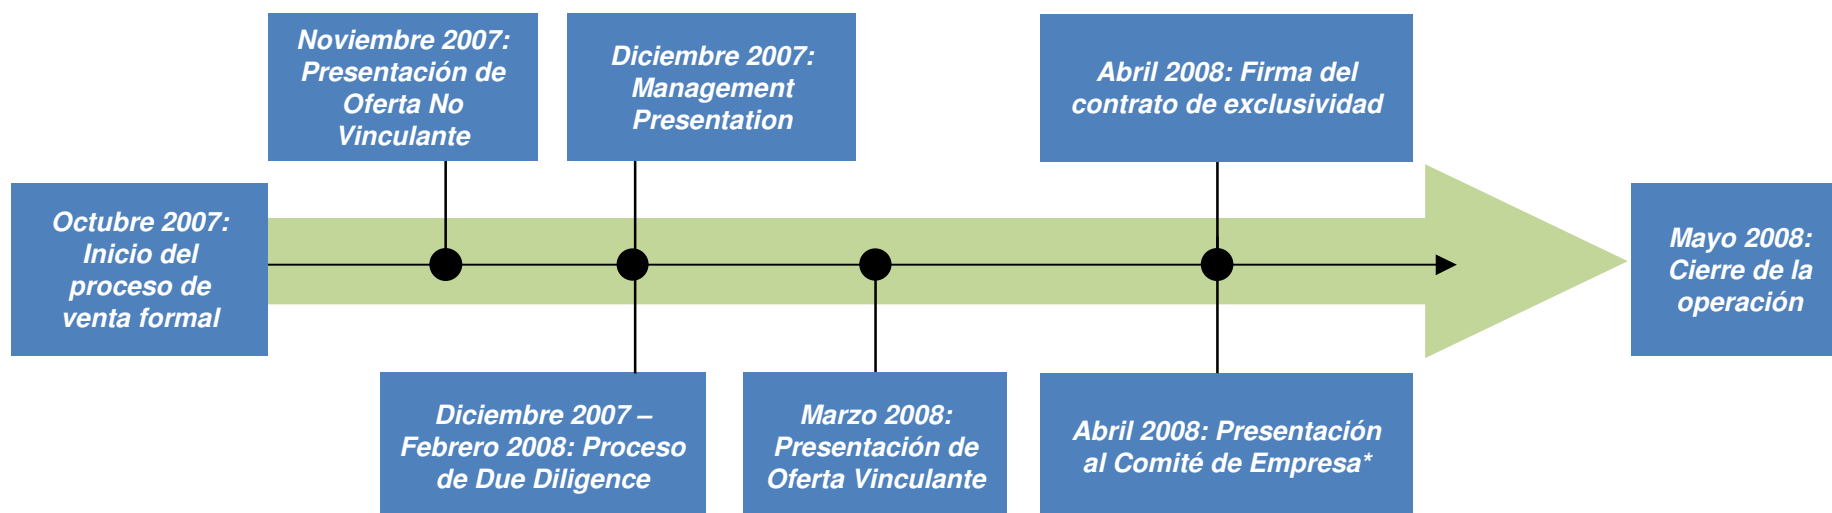 Noviembre 2007:
Presentación de
Oferta No
Vinculante
Diciembre 2007:
Management
Presentation
Abril 2008: Firma del
contrato de exclusividad
Octubre 2007:
Inicio del
proceso de
venta formal
Mayo 2008:
Cierre de la
operación
Diciembre 2007 –
Febrero 2008: Proceso
de Due Diligence
Marzo 2008:
Presentación de
Oferta Vinculante
Abril 2008: Presentación
al Comité de Empresa*